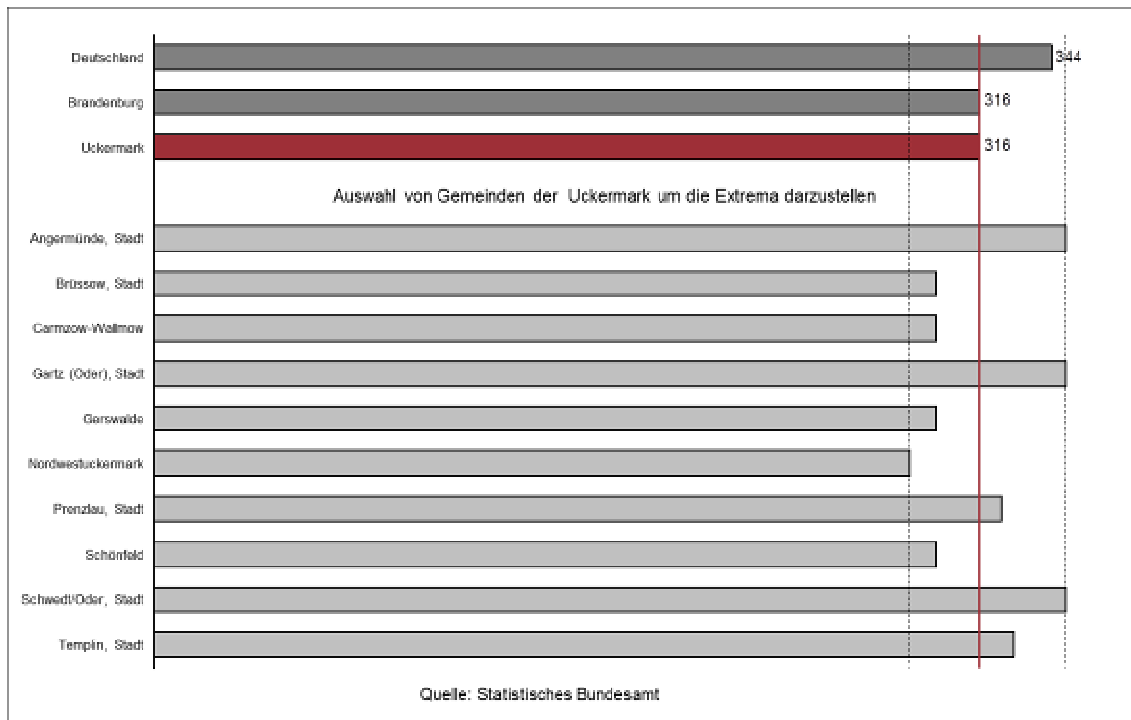 Deutschland 344
Brandenburg 316
Uckermark 316
Auswahl von Gemeinden der Uckermark um die Extrema darzustellen
Angermünde, Stadt
Brüssow, Stadt
Carmzow-Wallmow
Gartz (Oder), Stadt
Gerswalde
Nordwestuckermark
Prenzlau, Stadt
Schönfeld
Schwedt/Oder, Stadt
Templin, Stadt
Quelle: Statistisches Bundesamt